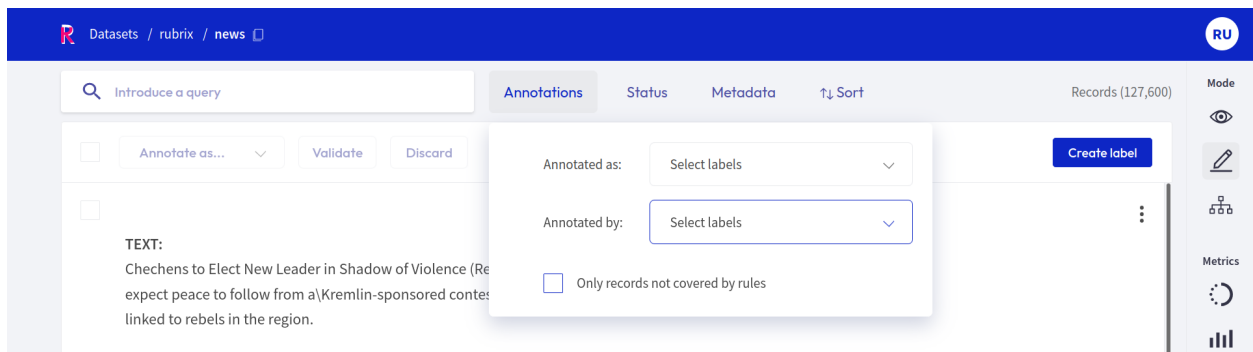 R Datasets / rubrix / news RU
Introduce a query Annotations Status Metadata ↑↓ Sort Records (127,600) Mode
Annotate as... Validate Discard Annotated as: Select labels Create label
Annotated by: Select labels
TEXT:
Chechens to Elect New Leader in Shadow of Violence (Re
expect peace to follow from a\Kremlin-sponsored contes
linked to rebels in the region.
Only records not covered by rules
Metrics